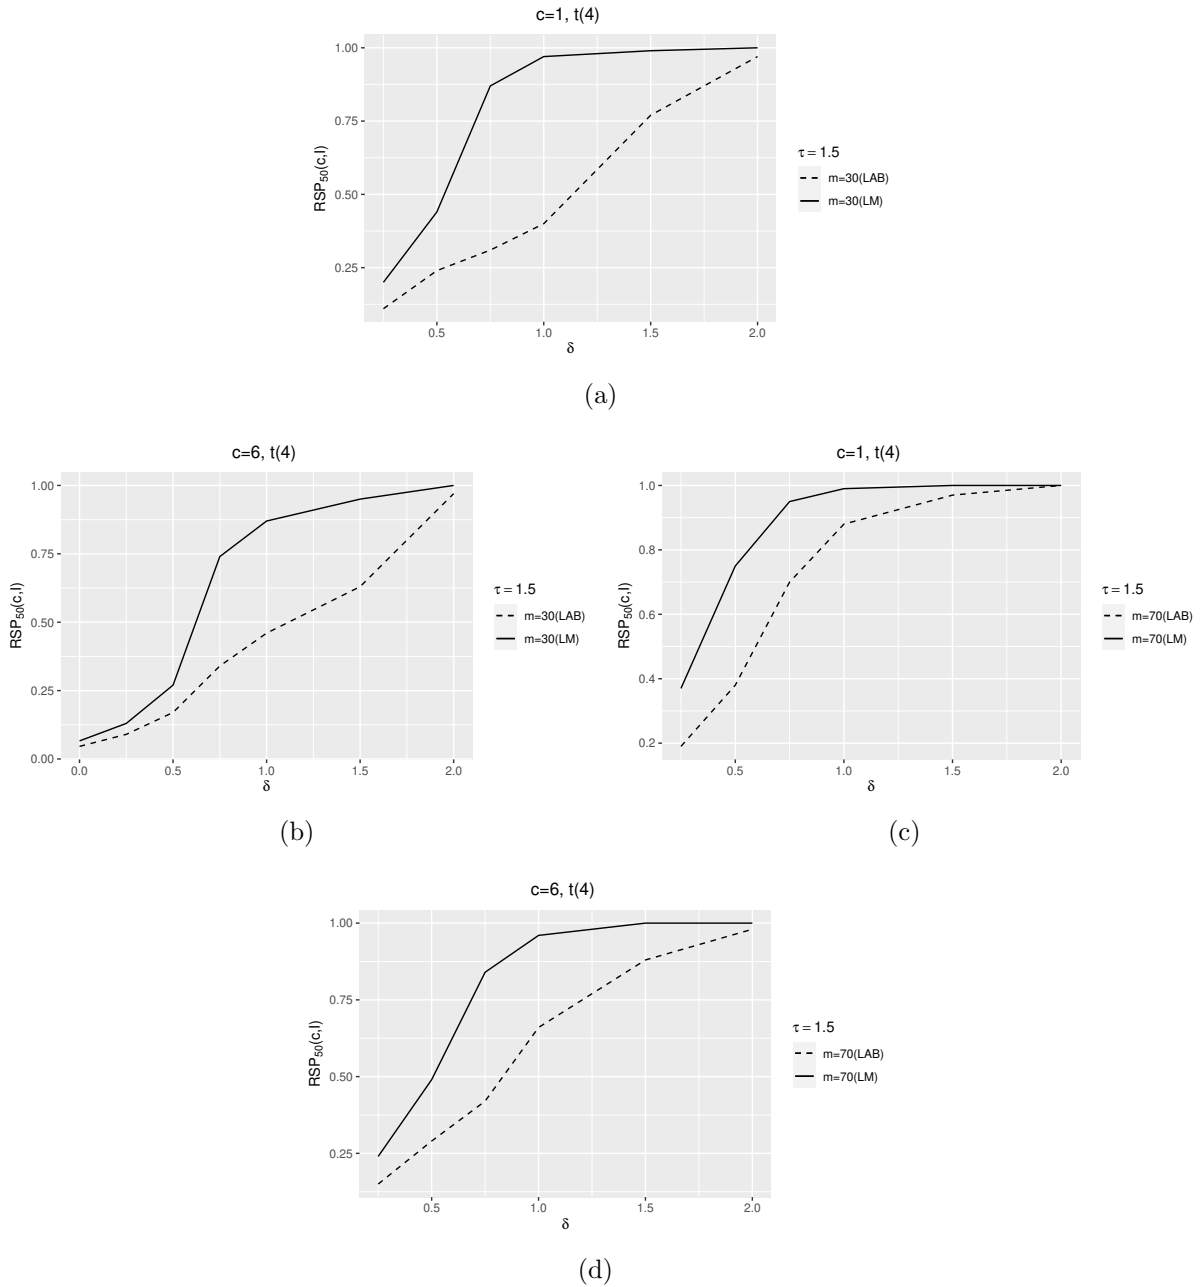 c=1, t(4)
RSP50(c,I)
1.00
0.75
0.50
0.25
0.5 1.0 1.5 2.0
δ
τ = 1.5
m=30(LAB)
m=30(LM)
(a)
c=6, t(4)
RSP50(c,I)
1.00
0.75
0.50
0.25
0.00
0.0 0.5 1.0 1.5 2.0
δ
τ = 1.5
m=30(LAB)
m=30(LM)
(b)
c=1, t(4)
RSP50(c,I)
1.0
0.8
0.6
0.4
0.2
0.5 1.0 1.5 2.0
δ
τ = 1.5
m=70(LAB)
m=70(LM)
(c)
c=6, t(4)
RSP50(c,I)
1.00
0.75
0.50
0.25
0.5 1.0 1.5 2.0
δ
τ = 1.5
m=70(LAB)
m=70(LM)
(d)